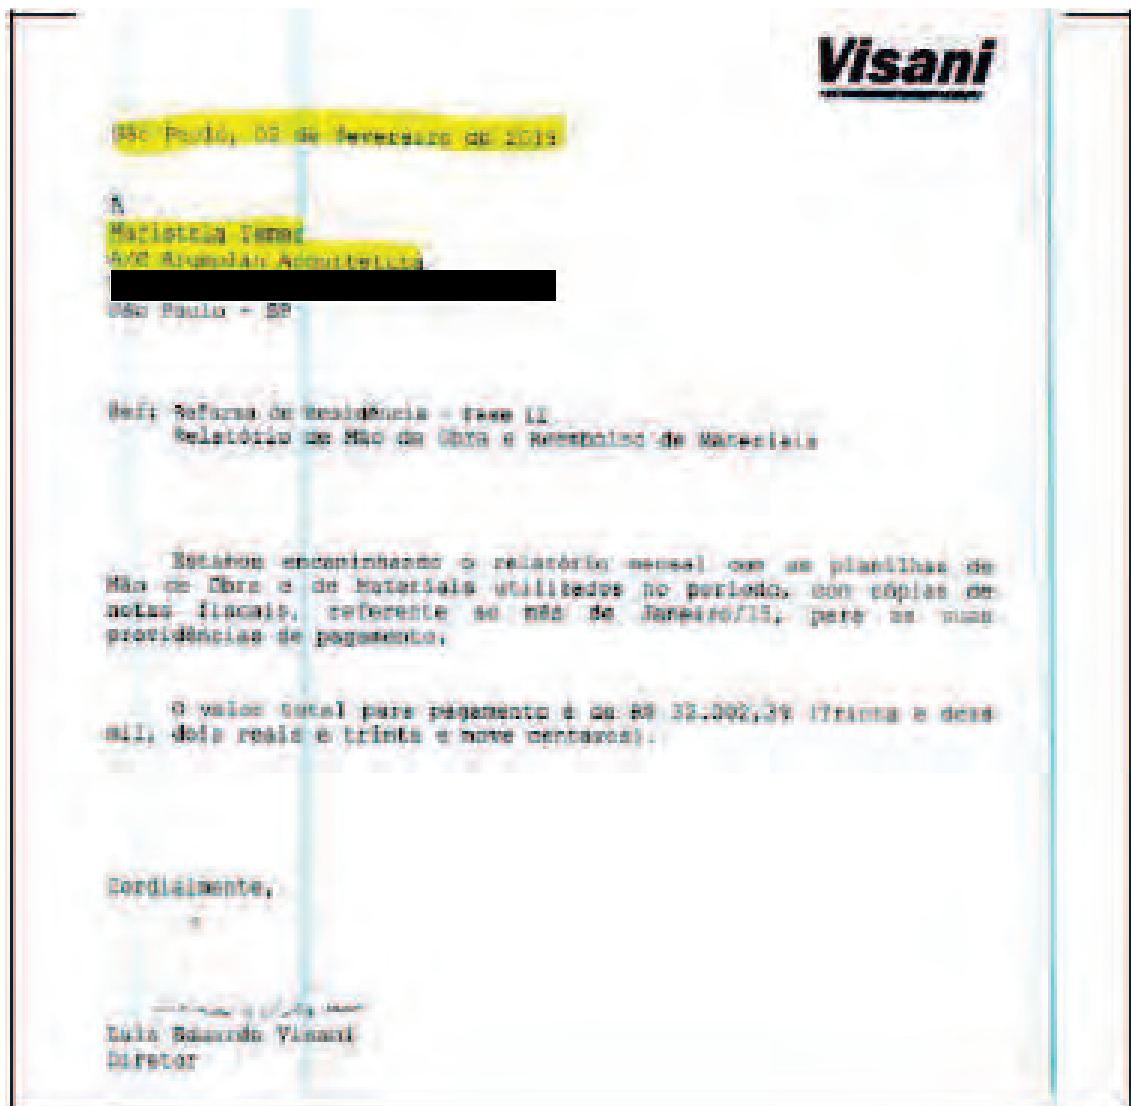 Visani
São Paulo, 02 de fevereiro de 2015
À
Maristela Temer
A/C Argeplan Arquitetura
São Paulo - SP
Ref: Reforma de Residência - Fase II
Relatório de Mão de Obra e Reembolso de Materiais
Estamos encaminhando o relatório mensal com as planilhas de
Mão de Obra e de Materiais utilizados no período, com cópias de
notas fiscais, referente ao mês de Janeiro/15, para as suas
providências de pagamento.
O valor total para pagamento é de R$ 32.002,39 (Trinta e dois
mil, dois reais e trinta e nove centavos).
Cordialmente,
Luis Eduardo Visani
Diretor